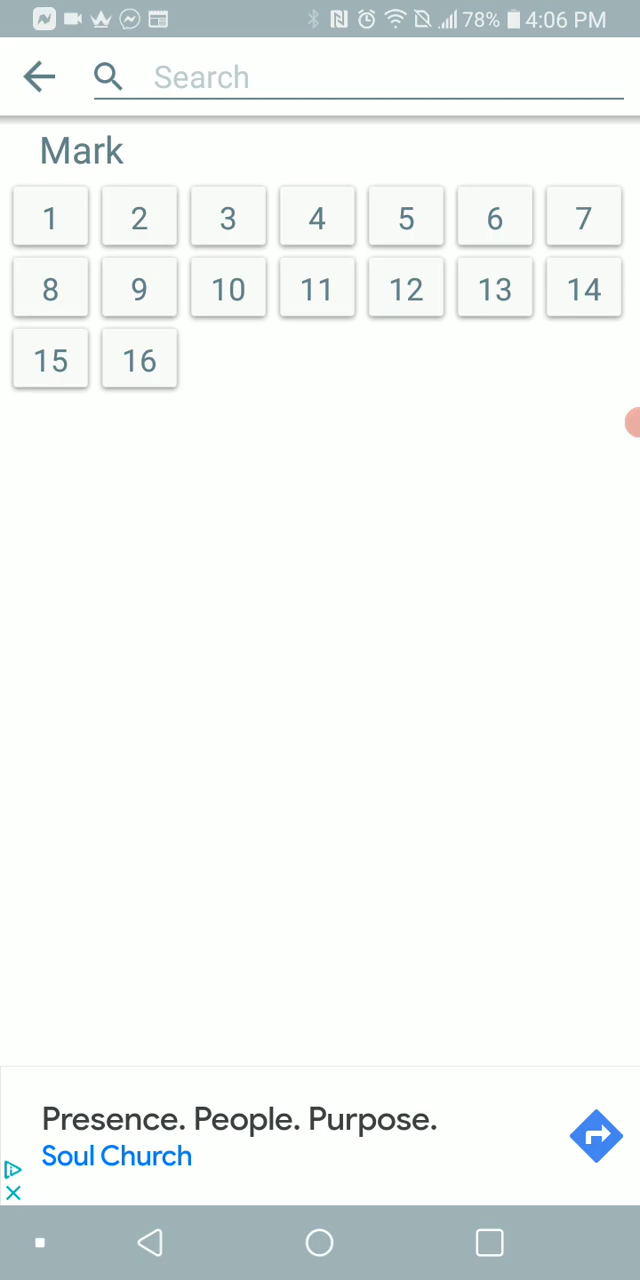 78% 4:06 PM
Search
Mark
1 2 3 4 5 6 7
8 9 10 11 12 13 14
15 16
Presence. People. Purpose.
Soul Church